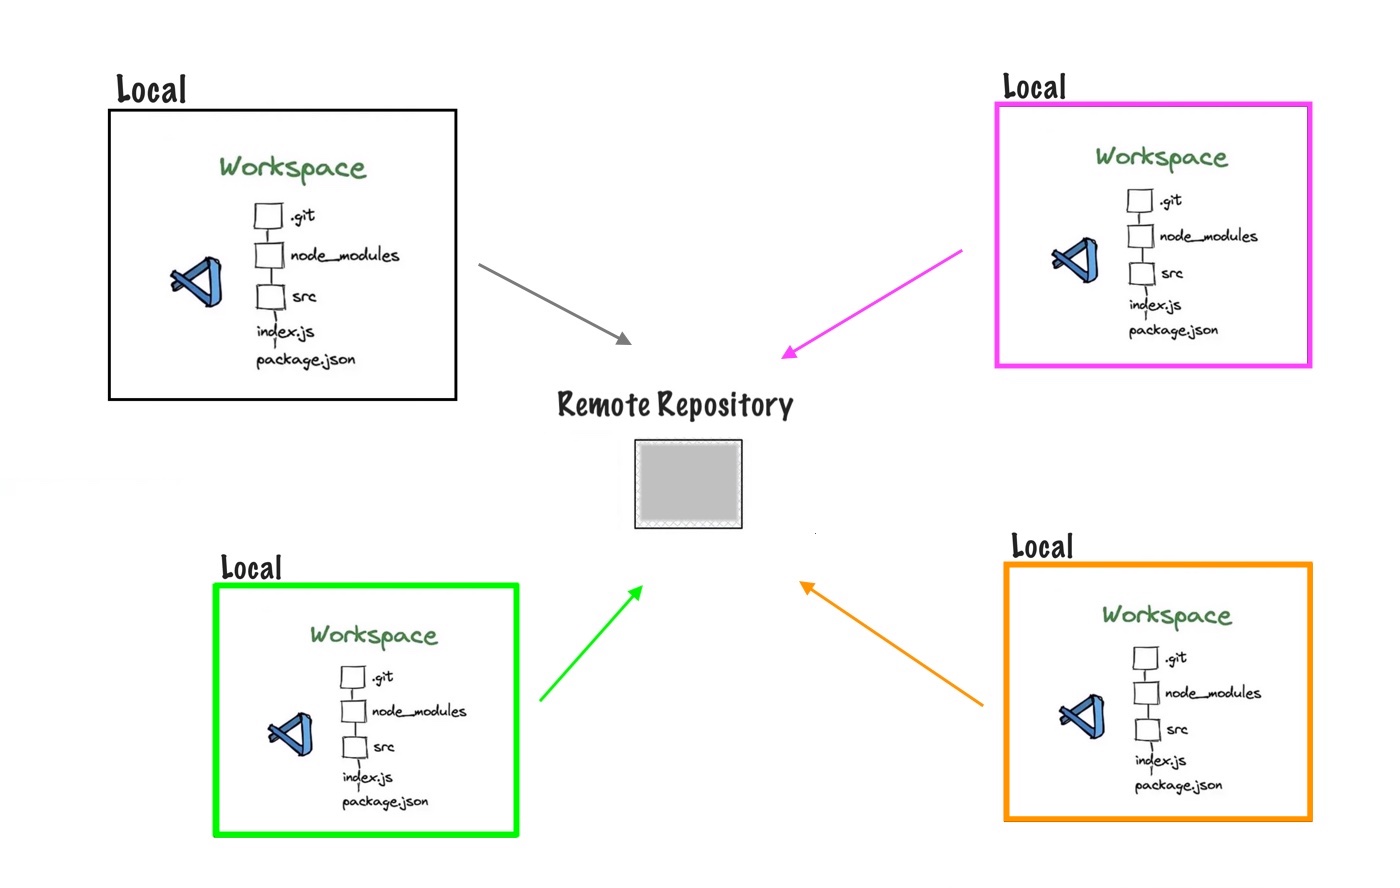 Local
Workspace
.git
node_modules
src
index.js
package.json
Local
Workspace
.git
node_modules
src
index.js
package.json
Remote Repository
Local
Workspace
.git
node_modules
src
index.js
package.json
Local
Workspace
.git
node_modules
src
index.js
package.json